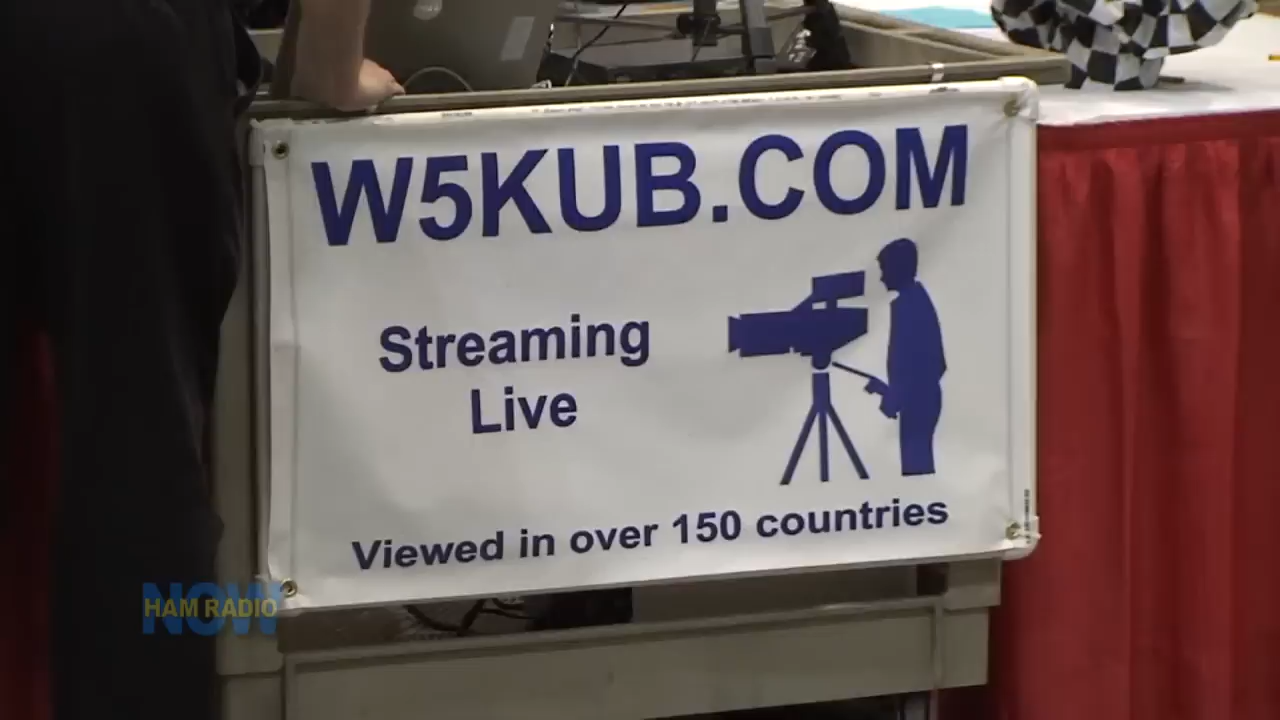 W5KUB.COM
Streaming
Live
Viewed in over 150 countries
HAM RADIO
NOW